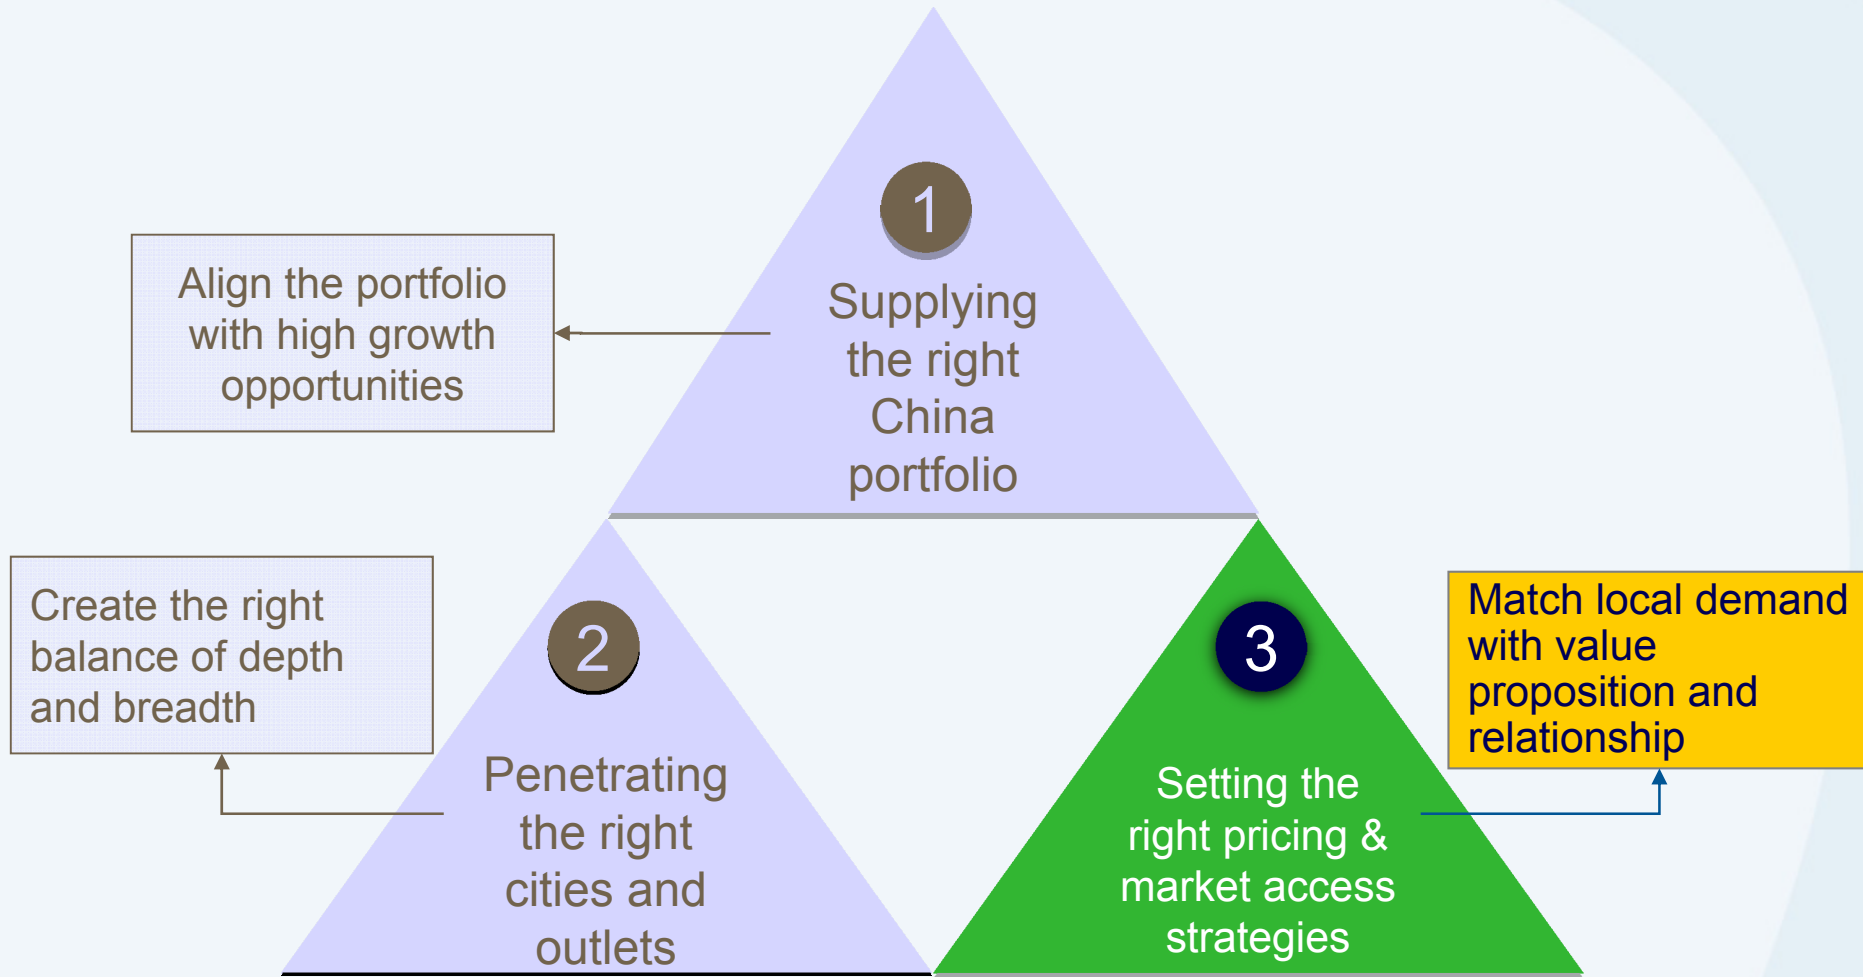 1
Supplying
the right
China
portfolio
Align the portfolio
with high growth
opportunities
2
Penetrating
the right
cities and
outlets
Create the right
balance of depth
and breadth
3
Setting the
right pricing &
market access
strategies
Match local demand
with value
proposition and
relationship